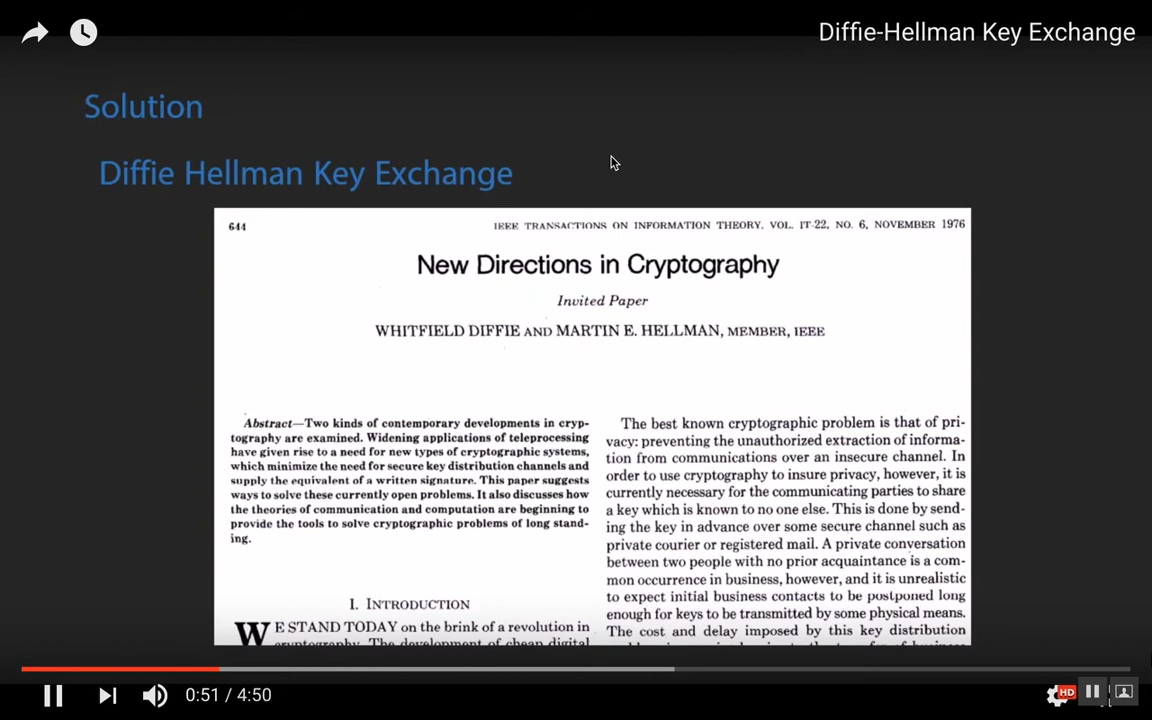 Diffie-Hellman Key Exchange
Solution
Diffie Hellman Key Exchange
644
IEEE TRANSACTIONS ON INFORMATION THEORY, VOL. IT-22, NO. 6, NOVEMBER 1976
New Directions in Cryptography
Invited Paper
WHITFIELD DIFFIE AND MARTIN E. HELLMAN, MEMBER, IEEE
Abstract—Two kinds of contemporary developments in cryp-
tography are examined. Widening applications of teleprocessing
have given rise to a need for new types of cryptographic systems,
which minimize the need for secure key distribution channels and
supply the equivalent of a written signature. This paper suggests
ways to solve these currently open problems. It also discusses how
the theories of communication and computation are beginning to
provide the tools to solve cryptographic problems of long stand-
ing.
I. INTRODUCTION
WE STAND TODAY on the brink of a revolution in
cryptography. The development of cheap digital
The best known cryptographic problem is that of pri-
vacy: preventing the unauthorized extraction of informa-
tion from communications over an insecure channel. In
order to use cryptography to insure privacy, however, it is
currently necessary for the communicating parties to share
a key which is known to no one else. This is done by send-
ing the key in advance over some secure channel such as
private courier or registered mail. A private conversation
between two people with no prior acquaintance is a com-
mon occurrence in business, however, and it is unrealistic
to expect initial business contacts to be postponed long
enough for keys to be transmitted by some physical means.
The cost and delay imposed by this key distribution
0:51 / 4:50
HD